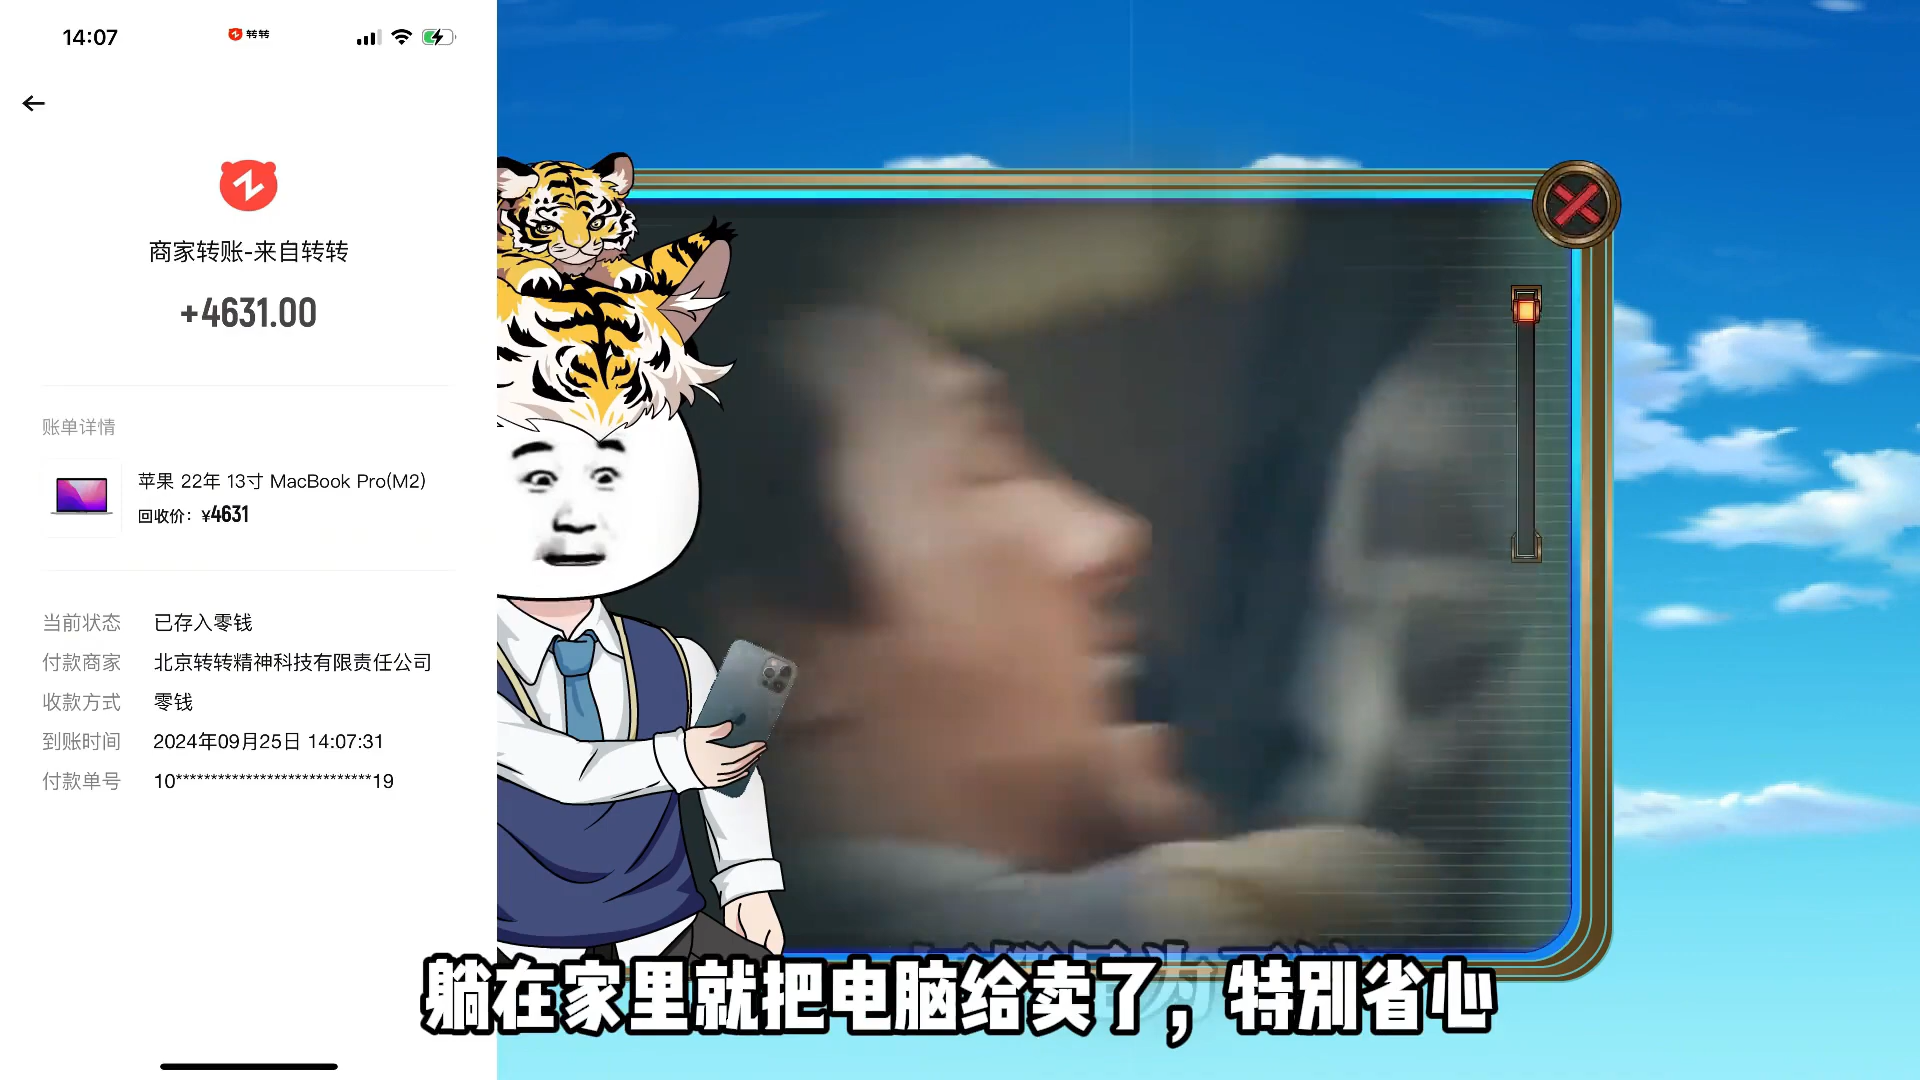 14:07
转转
商家转账-来自转转
+4631.00
账单详情
苹果 22年 13寸 MacBook Pro(M2)
回收价：¥4631
当前状态 已存入零钱
付款商家 北京转转精神科技有限责任公司
收款方式 零钱
到账时间 2024年09月25日 14:07:31
付款单号 10****************************19
躺在家里就把电脑给卖了，特别省心